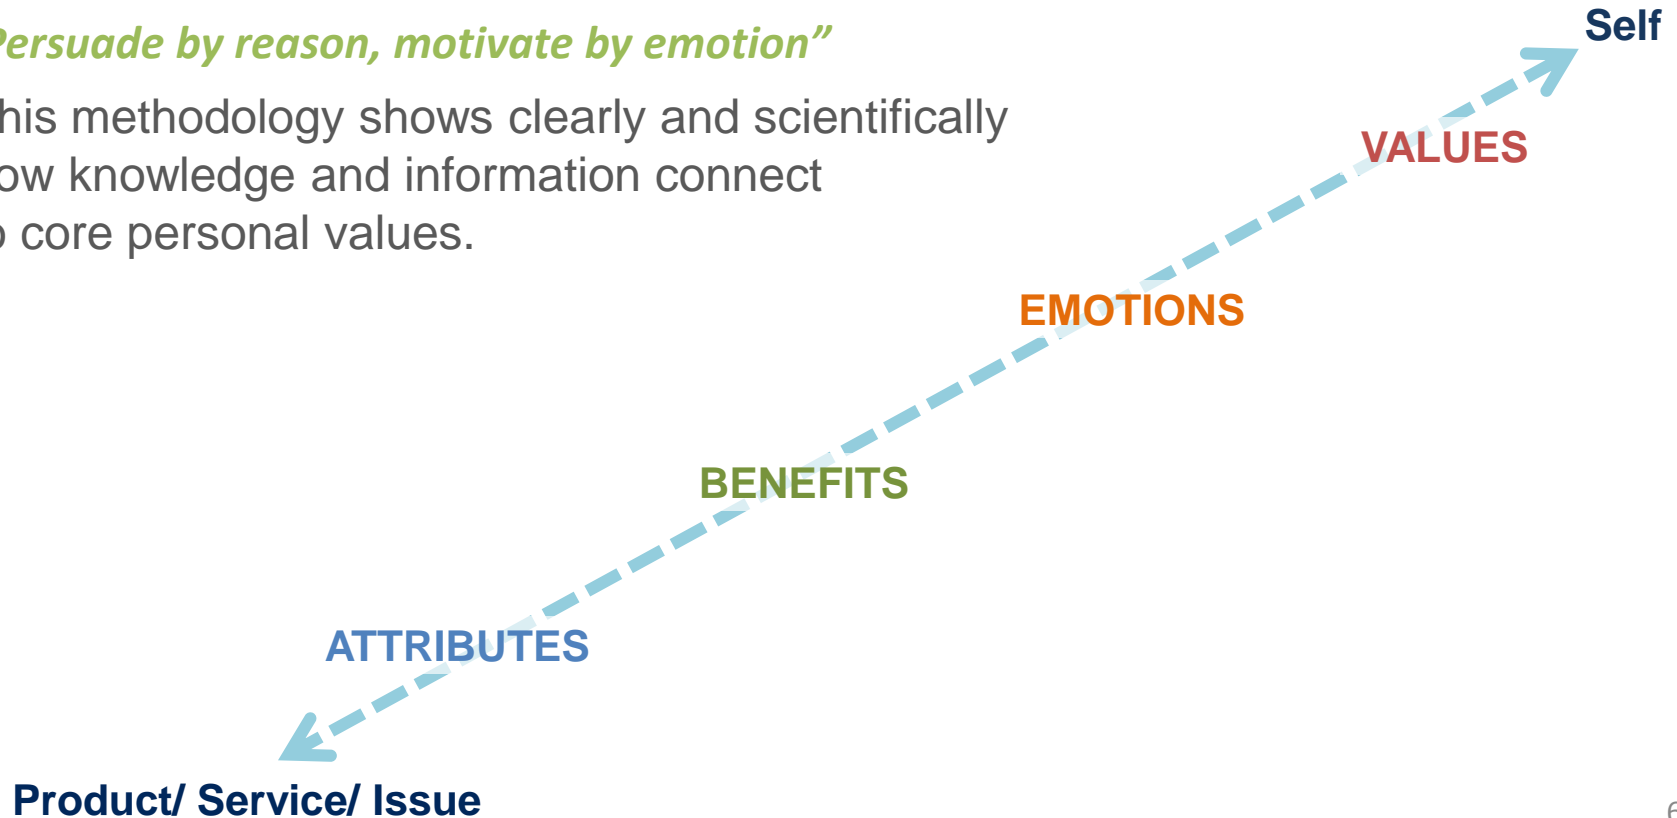 Persuade by reason, motivate by emotion”
his methodology shows clearly and scientifically
ow knowledge and information connect
o core personal values.
Self
VALUES
EMOTIONS
BENEFITS
ATTRIBUTES
Product/ Service/ Issue
6